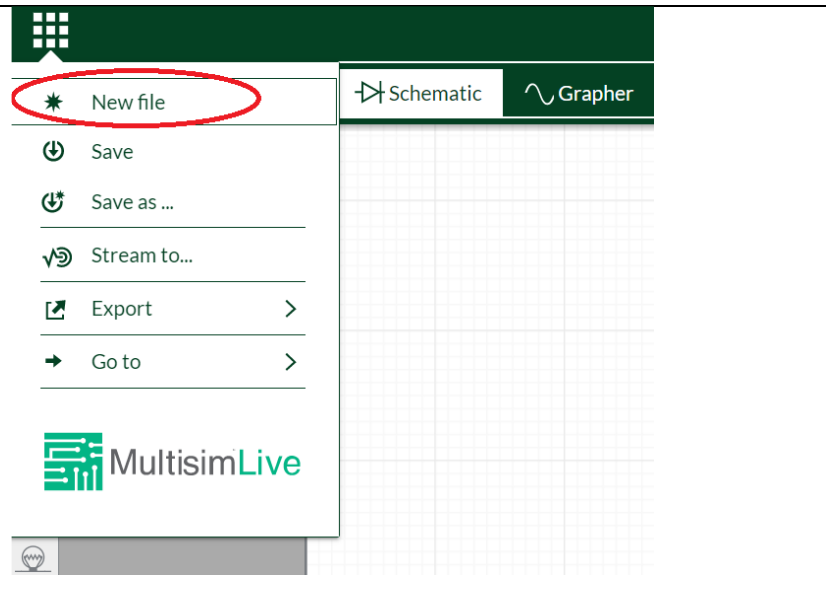 New file
Schematic
Grapher
Save
Save as ...
Stream to...
Export
Go to
MultisimLive